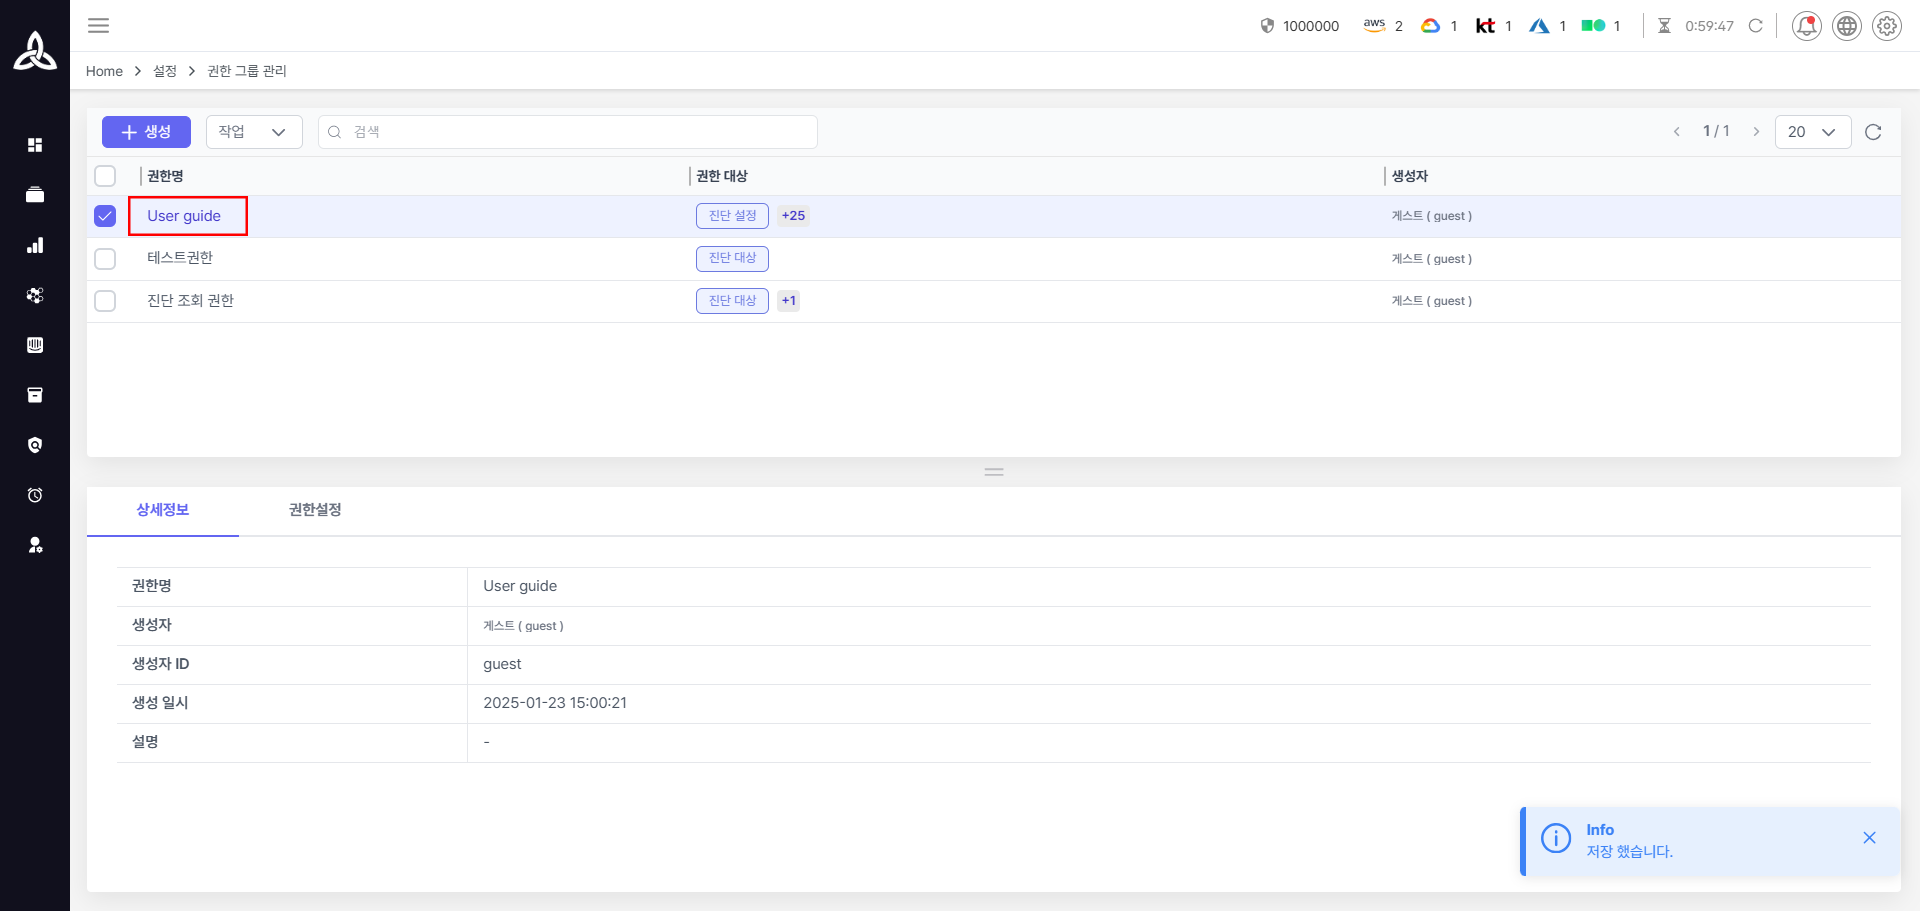 1000000 aws 2 1 kt 1 1 1 0:59:47
Home > 설정 > 권한 그룹 관리
+ 생성 작업 검색 < 1 / 1 > 20
권한명 권한 대상 생성자
User guide 진단 설정 +25 게스트 ( guest )
테스트권한 진단 대상 게스트 ( guest )
진단 조회 권한 진단 대상 +1 게스트 ( guest )
상세정보 권한설정
권한명 User guide
생성자 게스트 ( guest )
생성자 ID guest
생성 일시 2025-01-23 15:00:21
설명 -
Info
저장 했습니다.